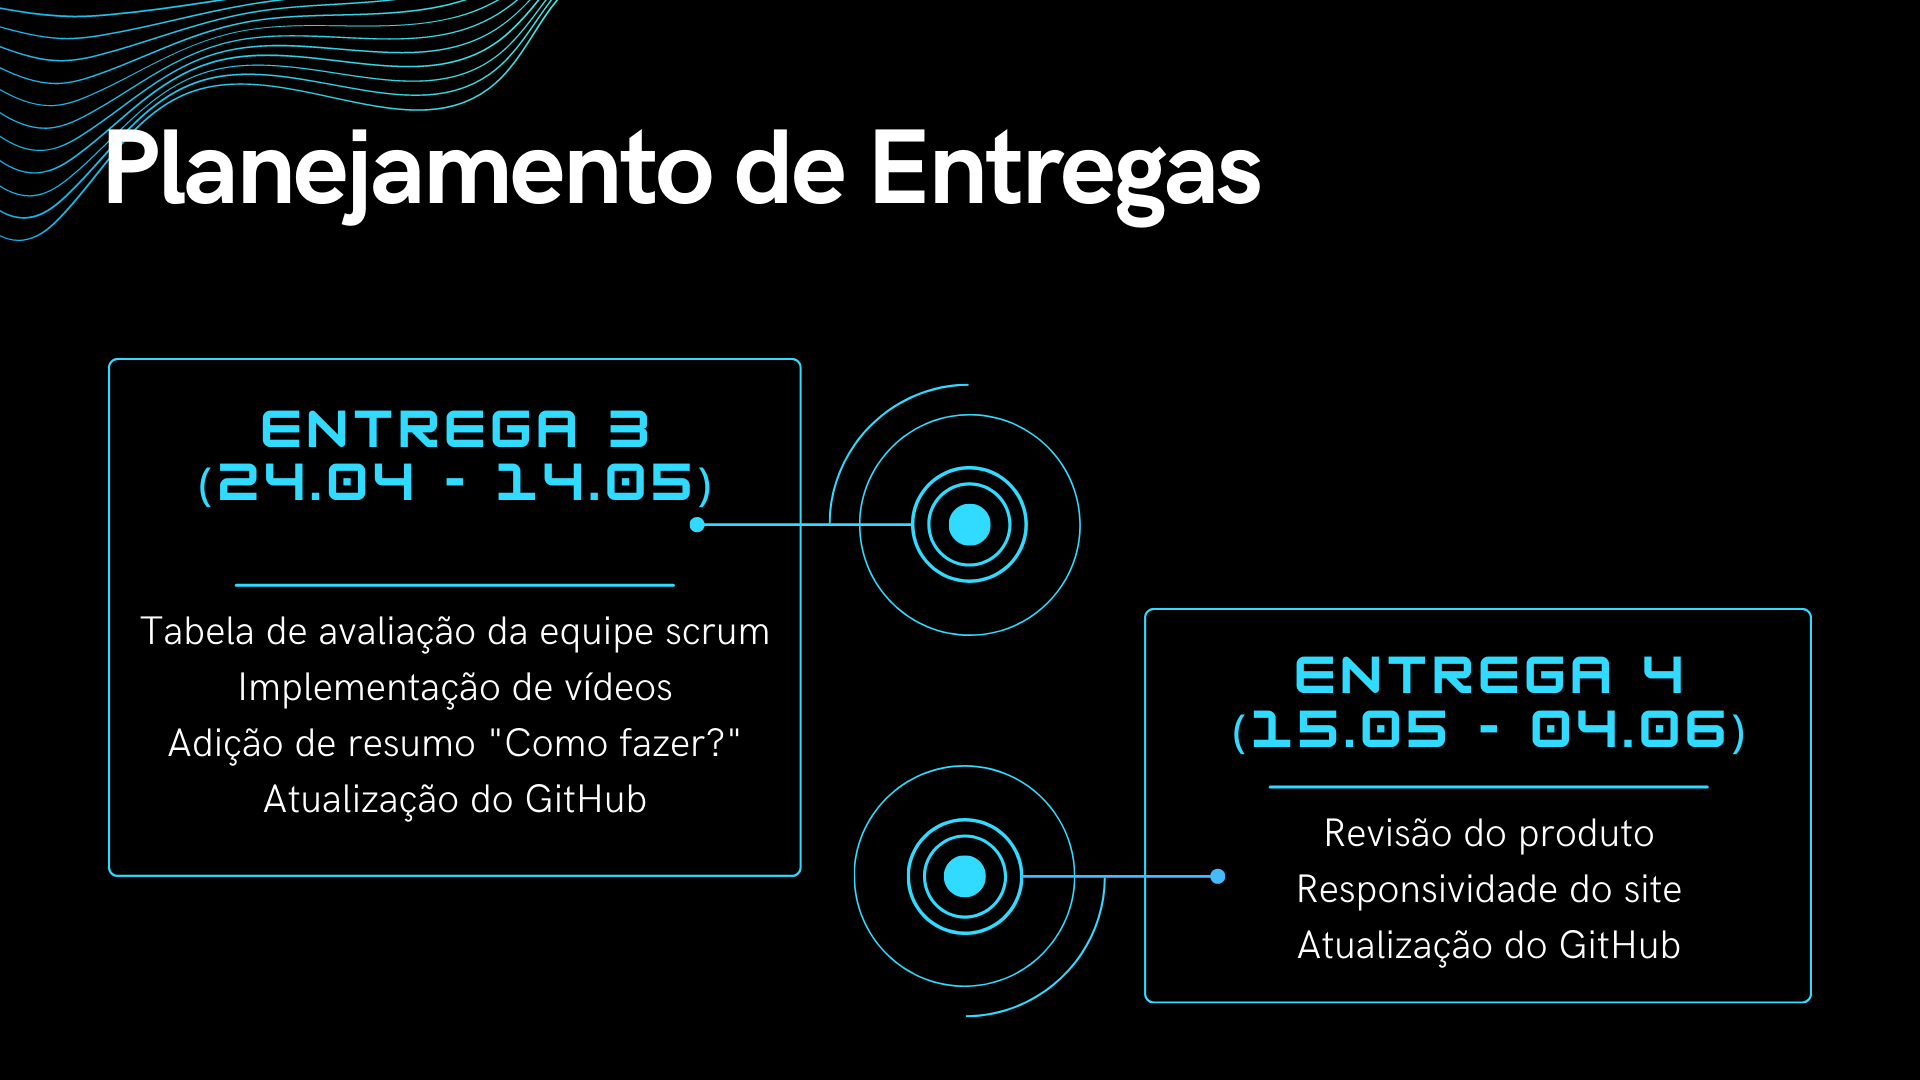 Planejamento de Entregas
ENTREGA 3
(24.04 - 14.05)
Tabela de avaliação da equipe scrum
Implementação de vídeos
Adição de resumo "Como fazer?"
Atualização do GitHub
ENTREGA 4
(15.05 - 04.06)
Revisão do produto
Responsividade do site
Atualização do GitHub